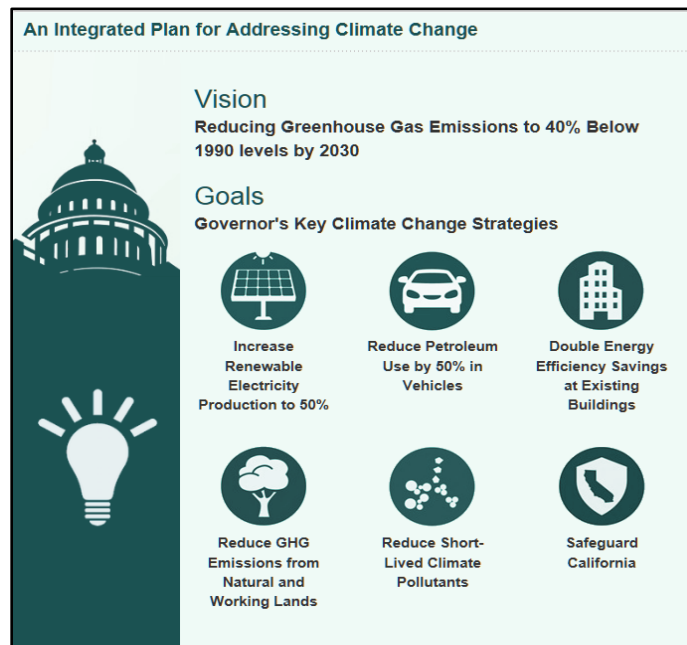 An Integrated Plan for Addressing Climate Change
Vision
Reducing Greenhouse Gas Emissions to 40% Below
1990 levels by 2030
Goals
Governor's Key Climate Change Strategies
Increase
Renewable
Electricity
Production to 50%
Reduce Petroleum
Use by 50% in
Vehicles
Double Energy
Efficiency Savings
at Existing
Buildings
Reduce GHG
Emissions from
Natural and
Working Lands
Reduce Short-
Lived Climate
Pollutants
Safeguard
California